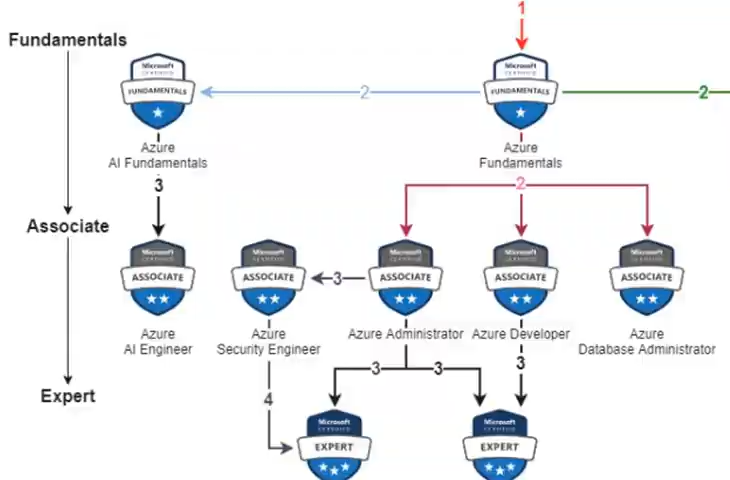 1
Fundamentals
Microsoft
CERTIFIED
FUNDAMENTALS
Microsoft
CERTIFIED
FUNDAMENTALS
2
2
Azure
AI Fundamentals
Azure
Fundamentals
3
2
Associate
Microsoft
CERTIFIED
ASSOCIATE
Microsoft
CERTIFIED
ASSOCIATE
3
Microsoft
CERTIFIED
ASSOCIATE
Microsoft
CERTIFIED
ASSOCIATE
Microsoft
CERTIFIED
ASSOCIATE
Azure
AI Engineer
Azure
Security Engineer
Azure Administrator
Azure Developer
Azure
Database Administrator
3
3
3
Expert
4
Microsoft
CERTIFIED
EXPERT
Microsoft
CERTIFIED
EXPERT